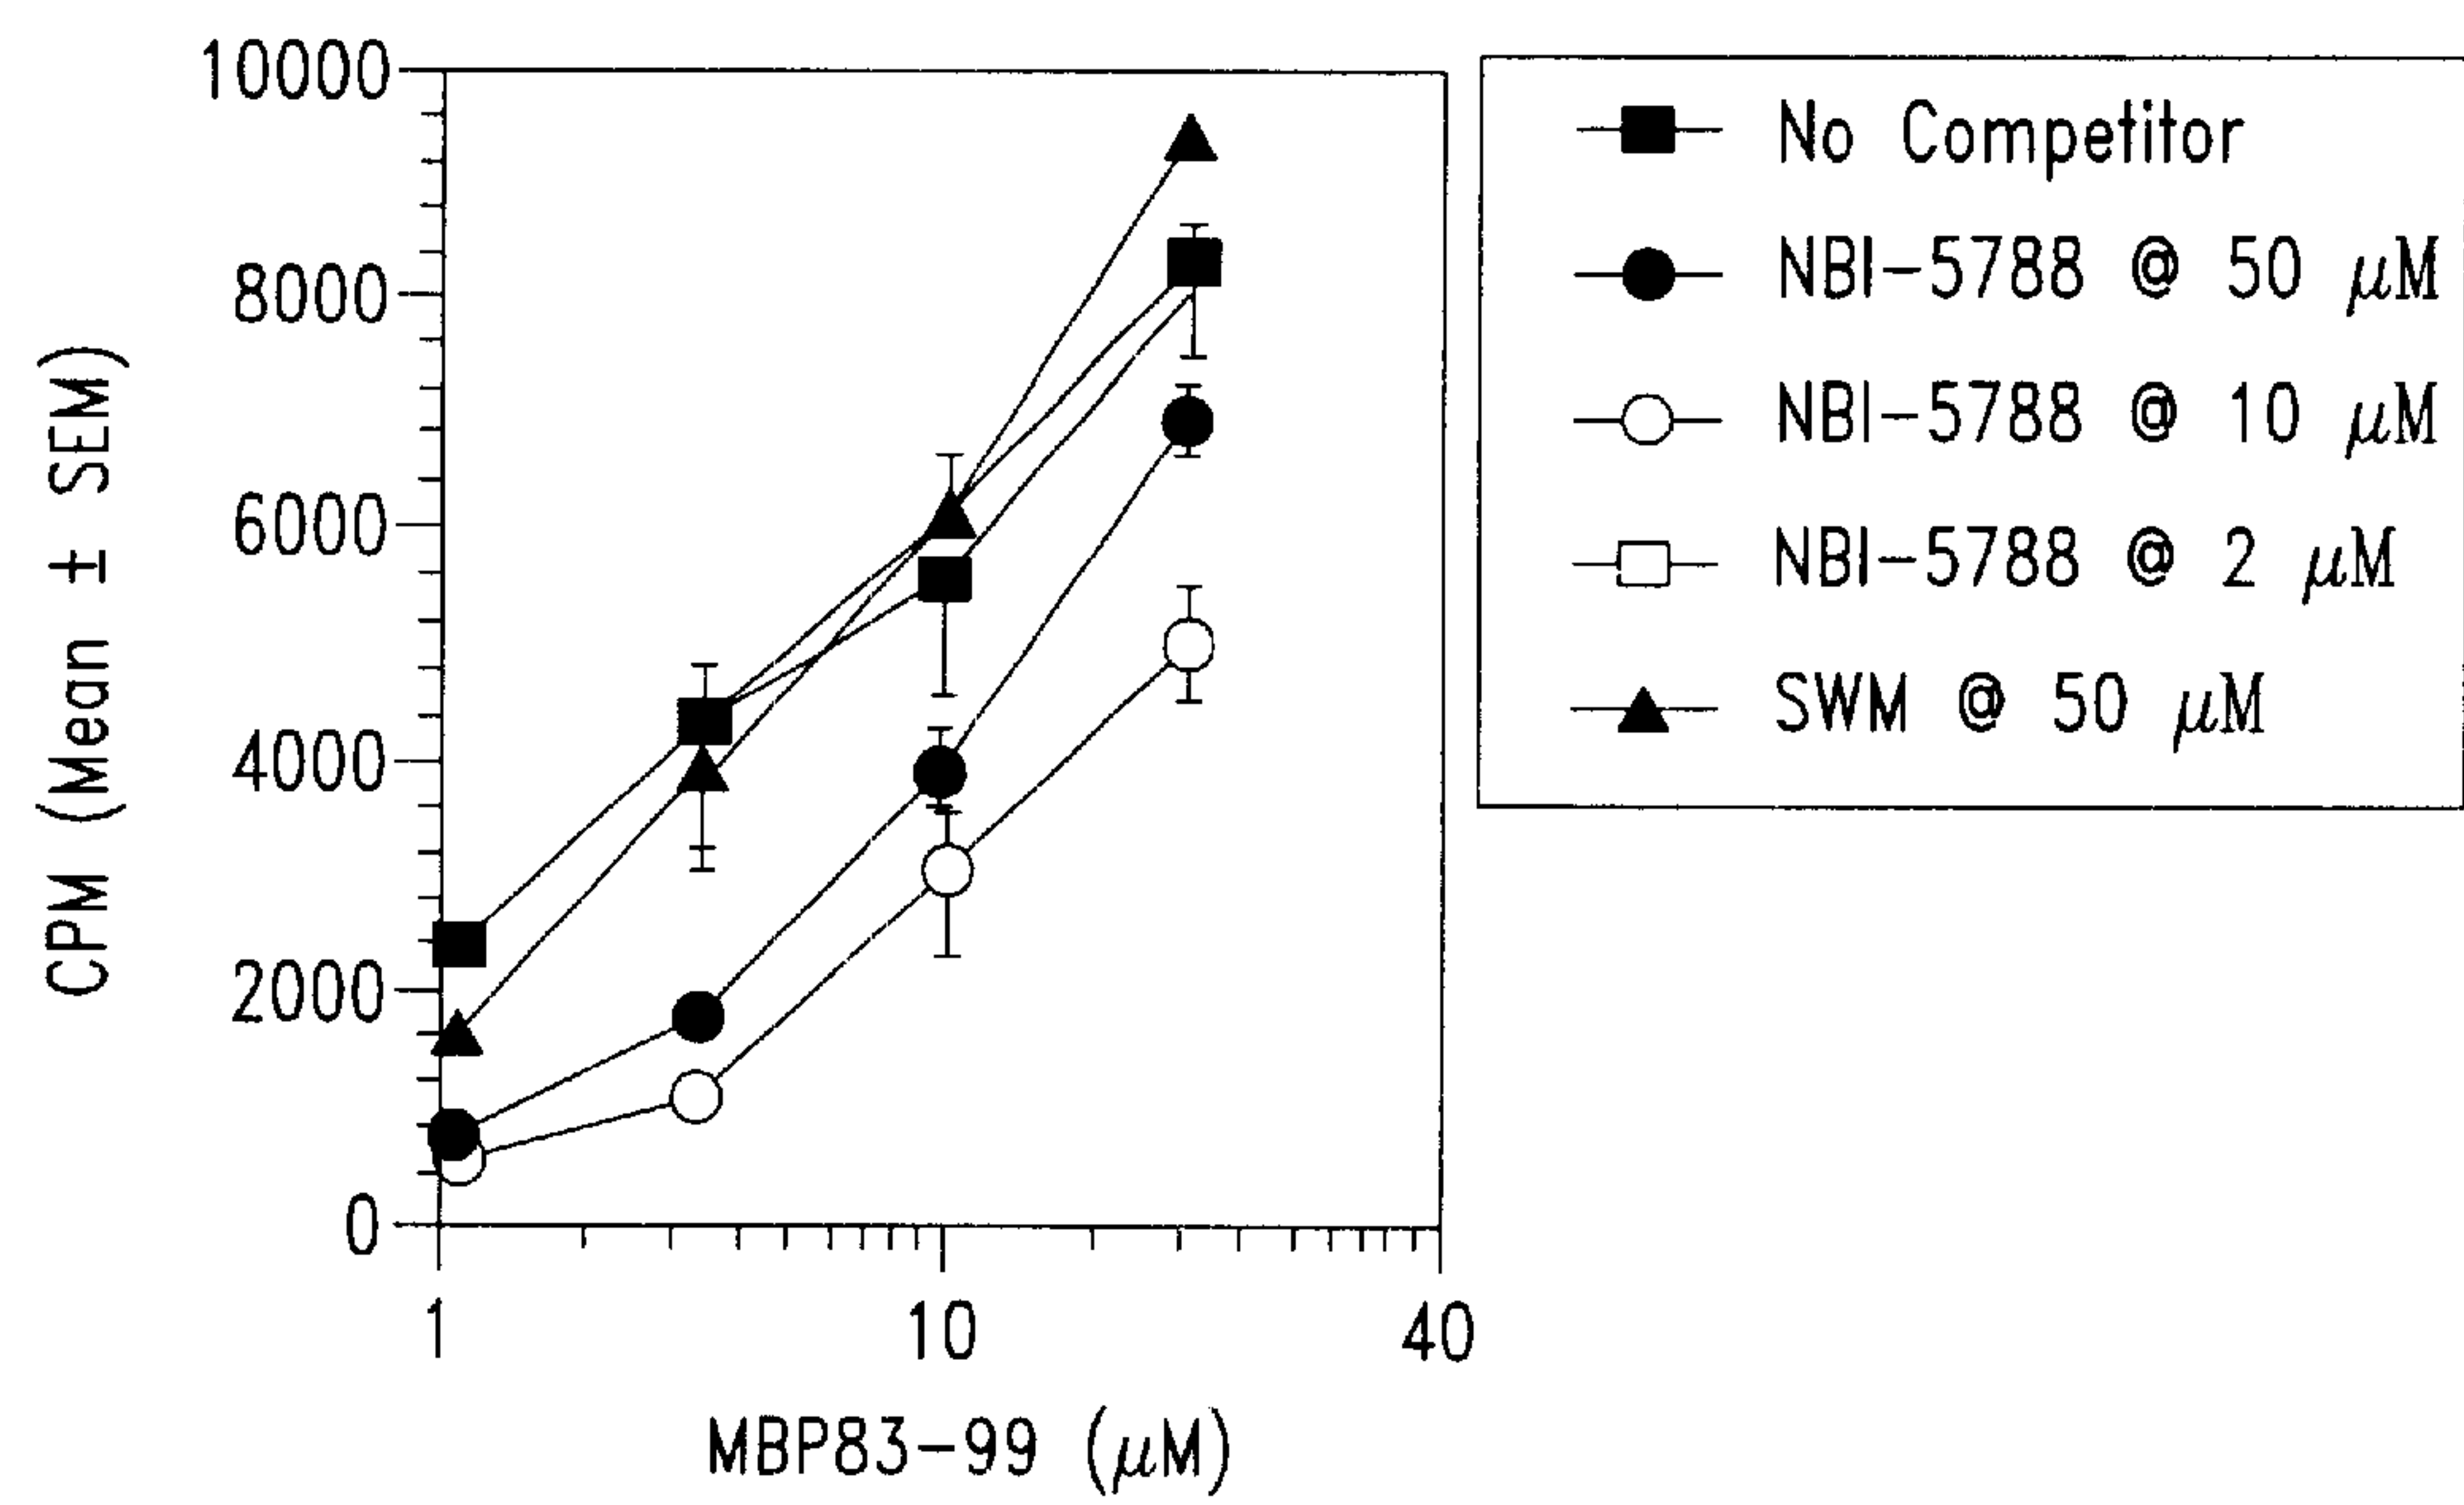 10000
8000
6000
4000
2000
0
CPM (Mean ± SEM)
1
10
40
MBP83-99 (μM)
No Competitor
NBI-5788 @ 50 μM
NBI-5788 @ 10 μM
NBI-5788 @ 2 μM
SWM @ 50 μM